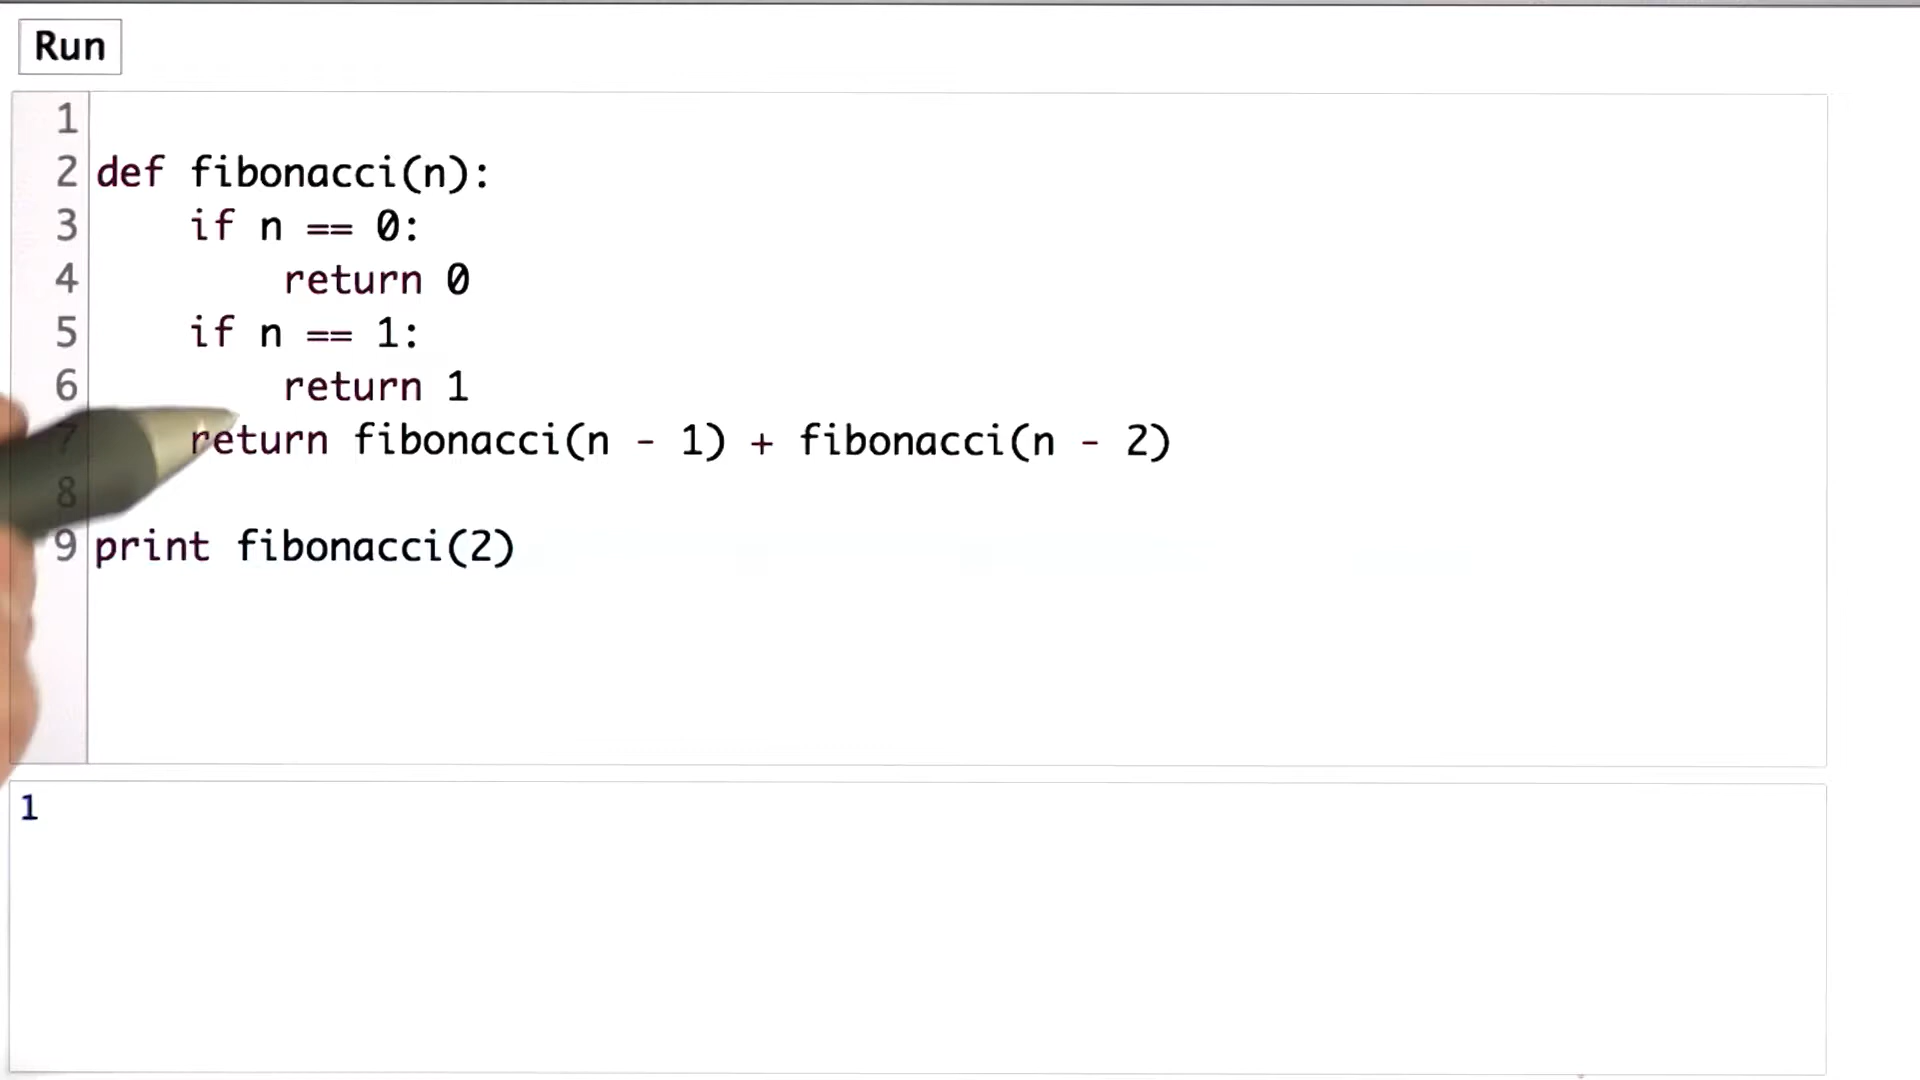 Run
1
2 def fibonacci(n):
3     if n == 0:
4         return 0
5     if n == 1:
6         return 1
7     return fibonacci(n - 1) + fibonacci(n - 2)
8
9 print fibonacci(2)
1